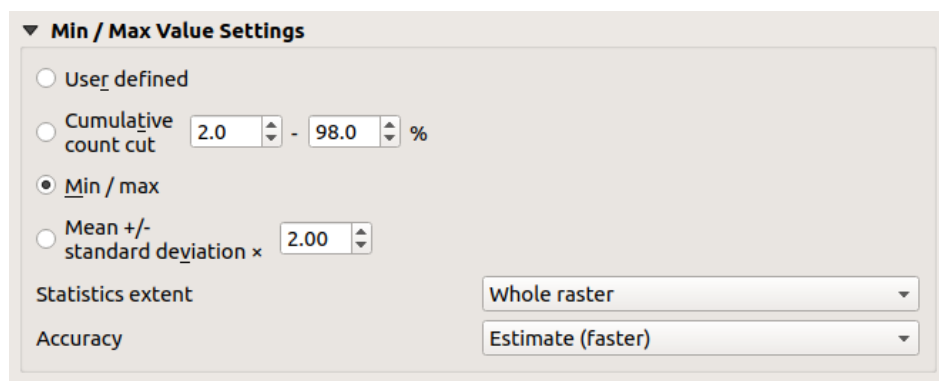 Min / Max Value Settings
User defined
Cumulative
count cut 2.0 - 98.0 %
Min / max
Mean +/-
standard deviation × 2.00
Statistics extent Whole raster
Accuracy Estimate (faster)